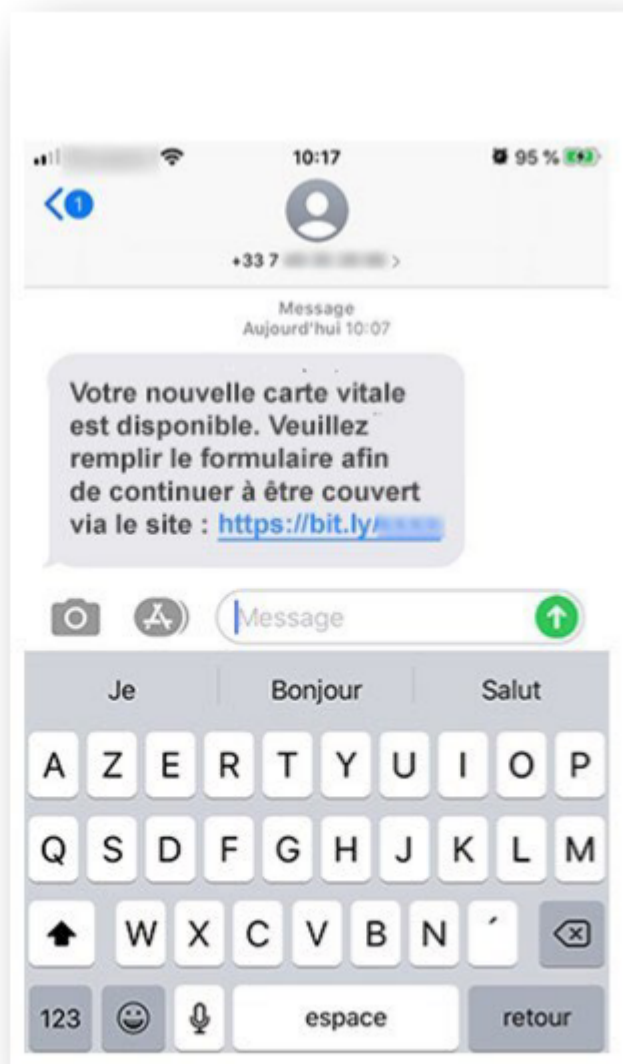 10:17
95 %
1
+33 7
Message
Aujourd'hui 10:07
Votre nouvelle carte vitale
est disponible. Veuillez
remplir le formulaire afin
de continuer à être couvert
via le site : https://bit.ly/
Message
Je Bonjour Salut
A Z E R T Y U I O P
Q S D F G H J K L M
W X C V B N ´
123 espace retour